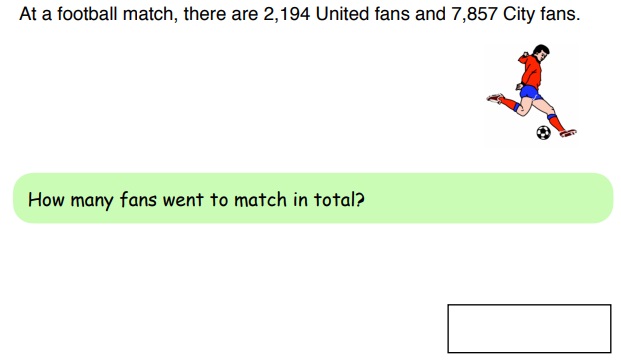 At a football match, there are 2,194 United fans and 7,857 City fans.
How many fans went to match in total?